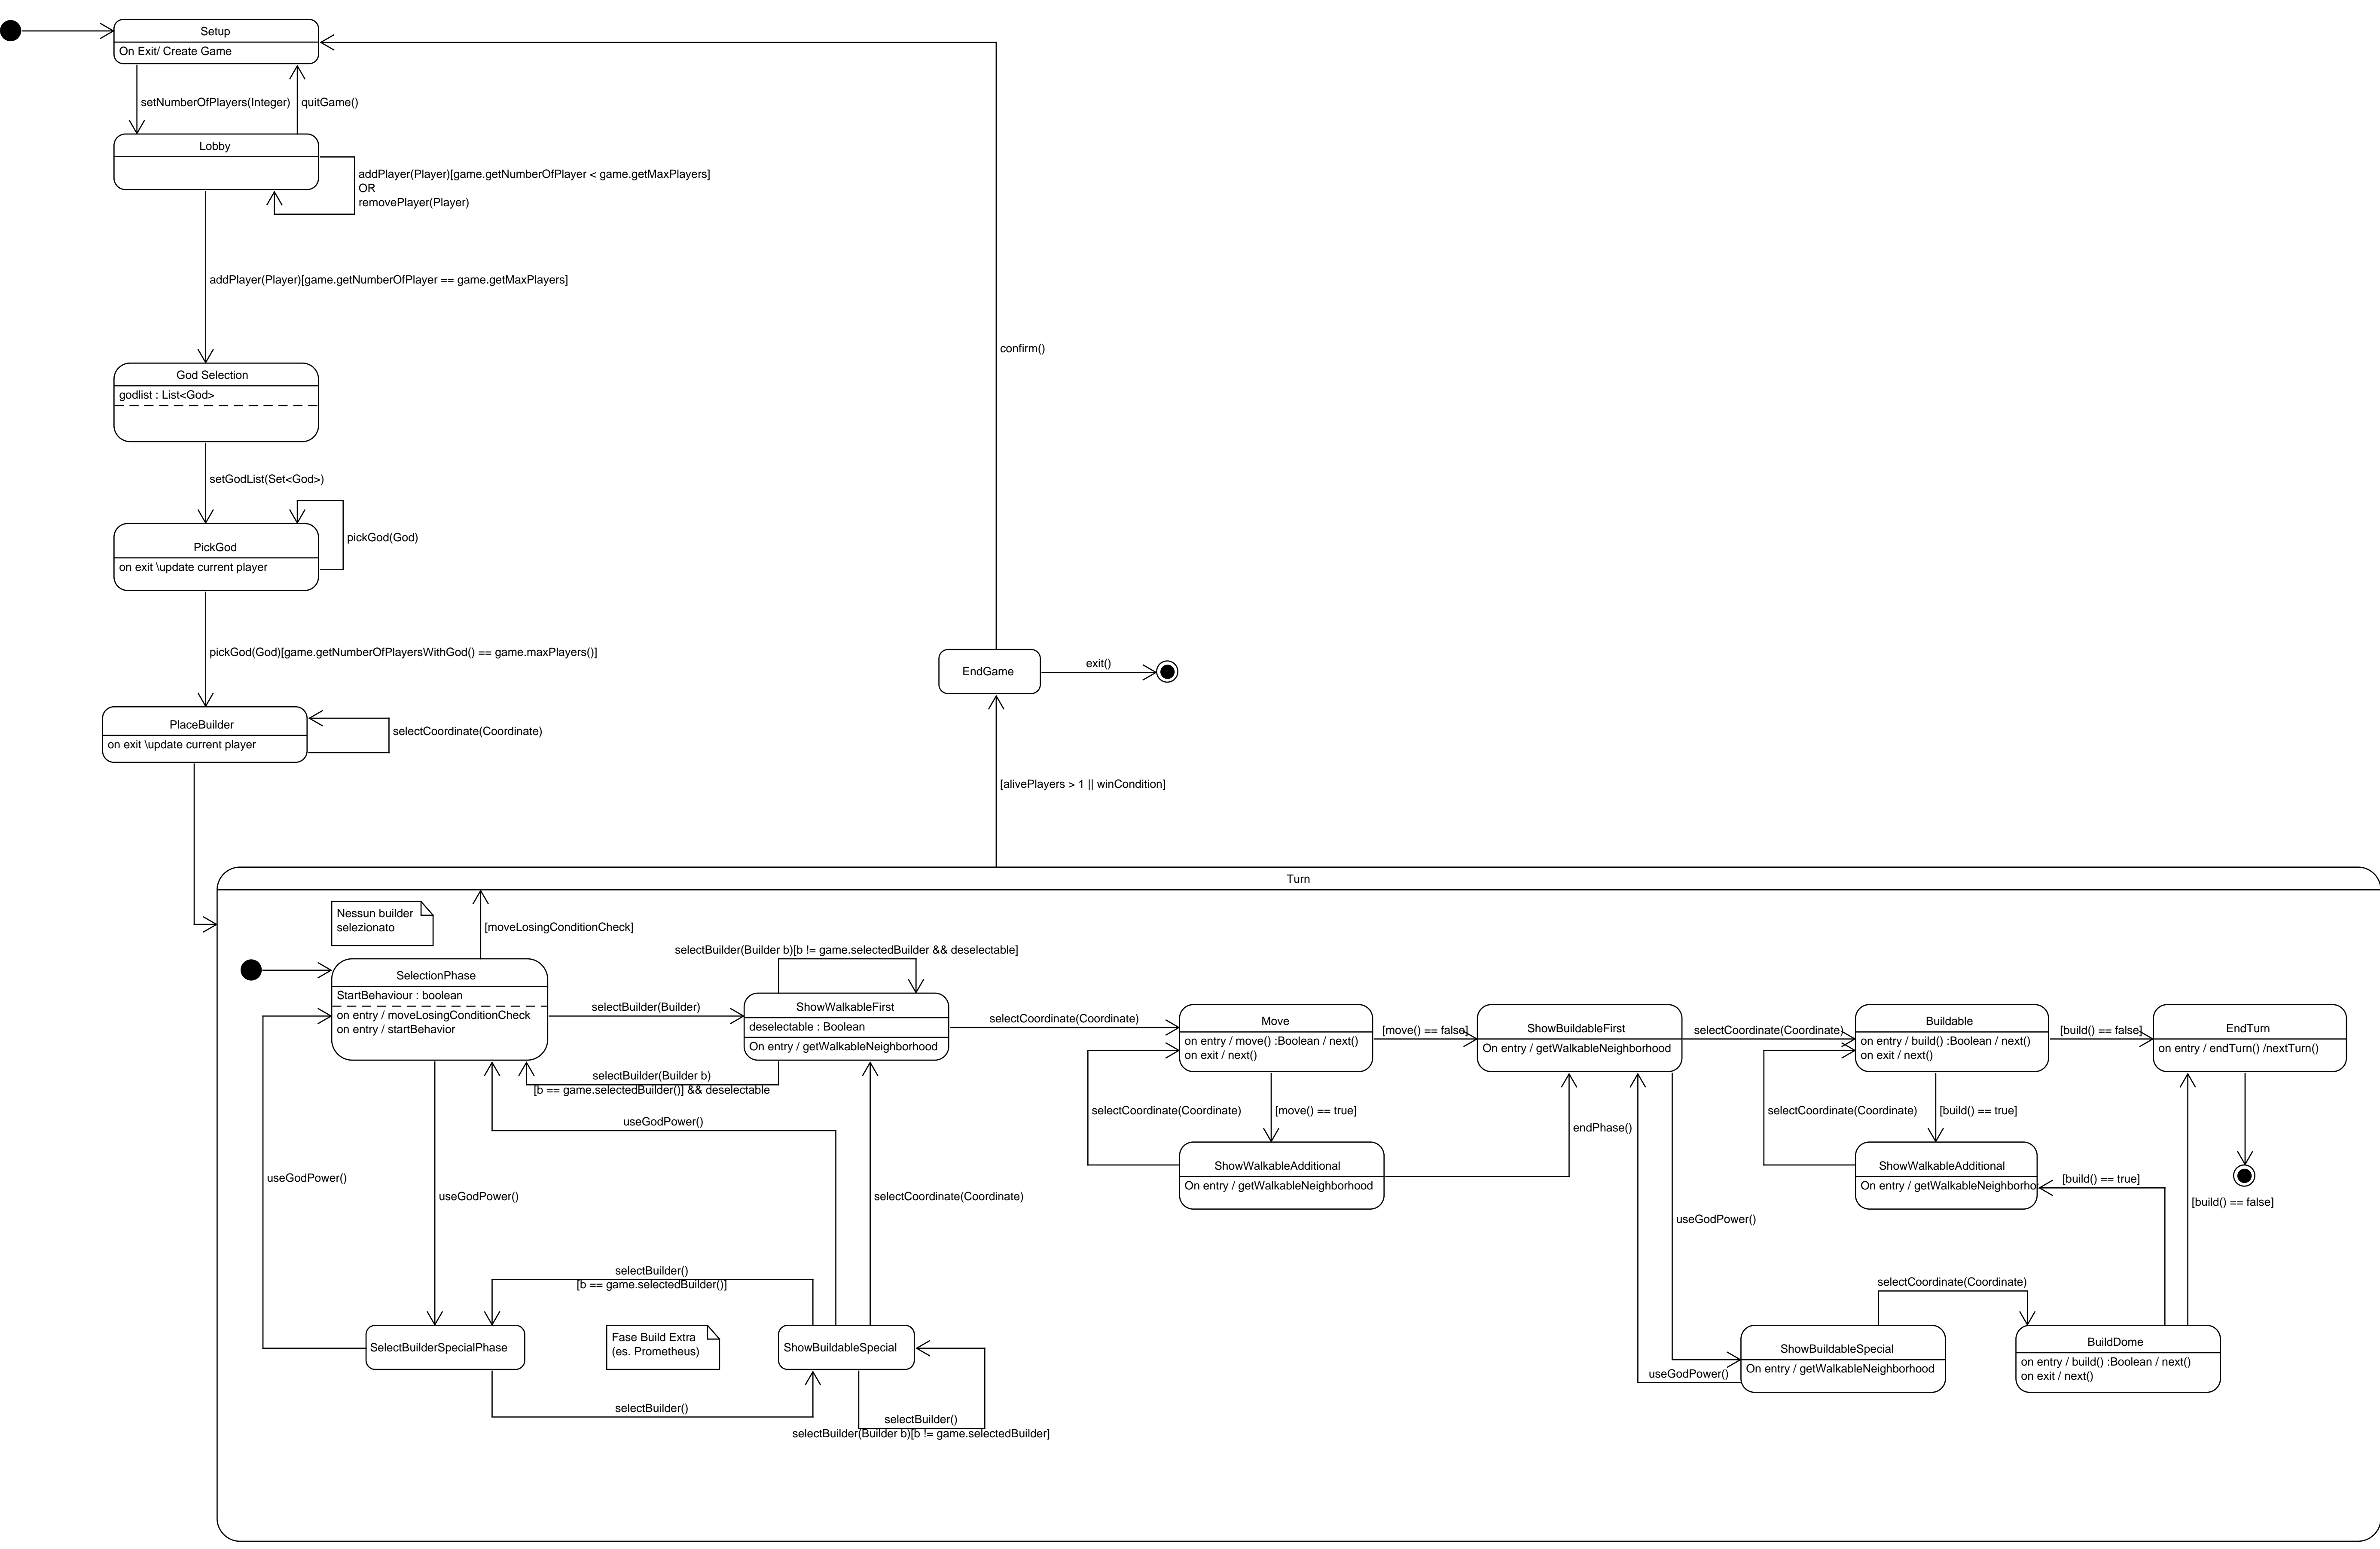 Setup
On Exit/ Create Game
setNumberOfPlayers(Integer)
quitGame()
Lobby
addPlayer(Player)[game.getNumberOfPlayer < game.getMaxPlayers]
OR
removePlayer(Player)
addPlayer(Player)[game.getNumberOfPlayer == game.getMaxPlayers]
God Selection
godlist : List<God>
setGodList(Set<God>)
PickGod
on exit \update current player
pickGod(God)
pickGod(God)[game.getNumberOfPlayersWithGod() == game.maxPlayers()]
PlaceBuilder
on exit \update current player
selectCoordinate(Coordinate)
confirm()
EndGame
exit()
[alivePlayers > 1 || winCondition]
Turn
Nessun builder
selezionato
[moveLosingConditionCheck]
SelectionPhase
StartBehaviour : boolean
on entry / moveLosingConditionCheck
on entry / startBehavior
selectBuilder(Builder)
selectBuilder(Builder b)[b != game.selectedBuilder && deselectable]
ShowWalkableFirst
deselectable : Boolean
On entry / getWalkableNeighborhood
selectBuilder(Builder b)
[b == game.selectedBuilder()] && deselectable
useGodPower()
useGodPower()
useGodPower()
selectCoordinate(Coordinate)
selectBuilder()
[b == game.selectedBuilder()]
SelectBuilderSpecialPhase
Fase Build Extra
(es. Prometheus)
ShowBuildableSpecial
selectBuilder()
selectBuilder()
selectBuilder(Builder b)[b != game.selectedBuilder]
selectCoordinate(Coordinate)
Move
on entry / move() :Boolean / next()
on exit / next()
[move() == false]
selectCoordinate(Coordinate)
[move() == true]
ShowWalkableAdditional
On entry / getWalkableNeighborhood
endPhase()
ShowBuildableFirst
On entry / getWalkableNeighborhood
selectCoordinate(Coordinate)
useGodPower()
useGodPower()
Buildable
on entry / build() :Boolean / next()
on exit / next()
[build() == false]
selectCoordinate(Coordinate)
[build() == true]
ShowWalkableAdditional
On entry / getWalkableNeighborho
[build() == true]
EndTurn
on entry / endTurn() /nextTurn()
[build() == false]
selectCoordinate(Coordinate)
ShowBuildableSpecial
On entry / getWalkableNeighborhood
BuildDome
on entry / build() :Boolean / next()
on exit / next()